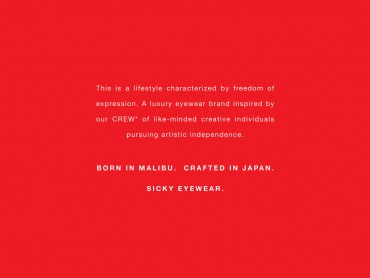 This is a lifestyle characterized by freedom of
expression. A luxury eyewear brand inspired by
our CREW* of like-minded creative individuals
pursuing artistic independence.
BORN IN MALIBU. CRAFTED IN JAPAN.
SICKY EYEWEAR.